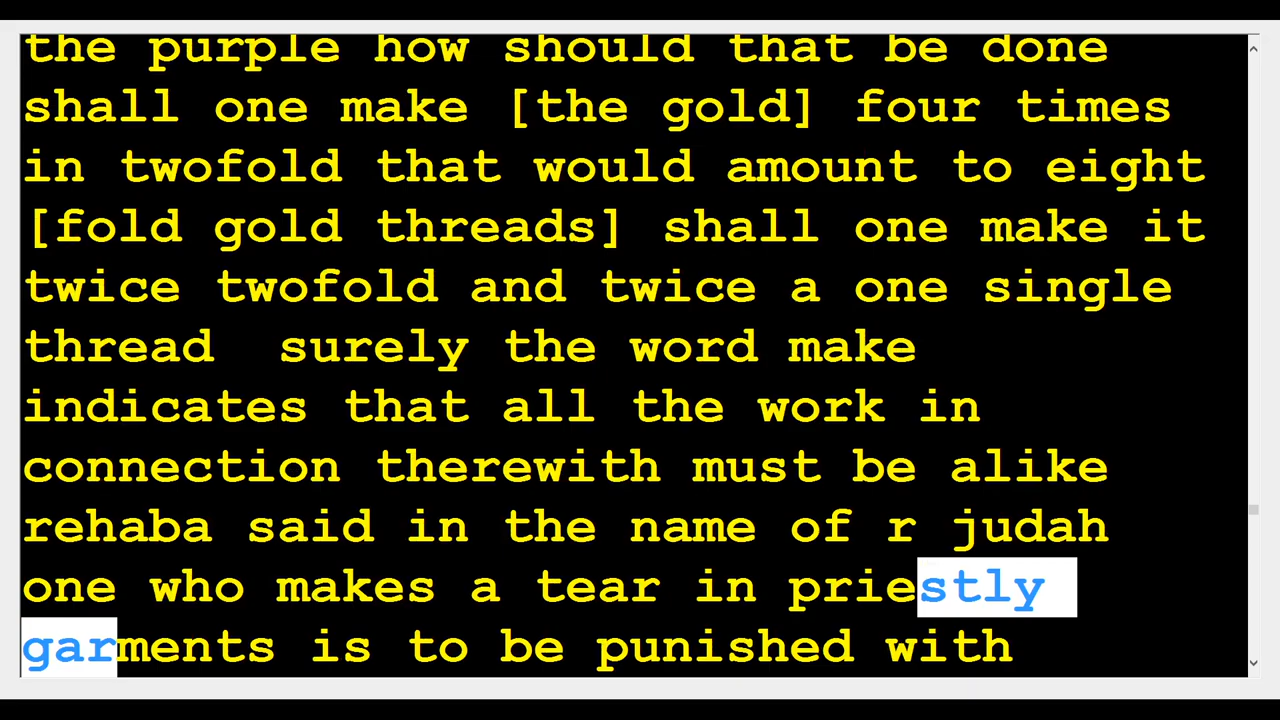 the purple how should that be done
shall one make [the gold] four times
in twofold that would amount to eight
[fold gold threads] shall one make it
twice twofold and twice a one single
thread  surely the word make
indicates that all the work in
connection therewith must be alike
rehaba said in the name of r judah
one who makes a tear in priestly
garments is to be punished with